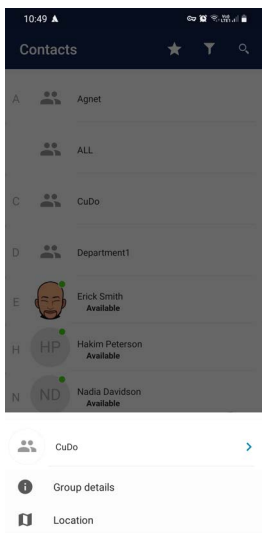 10:49
Contacts
A
Agnet
ALL
C
CuDo
D
Department1
E
Erick Smith
Available
H
HP
Hakim Peterson
Available
N
ND
Nadia Davidson
Available
CuDo
Group details
Location